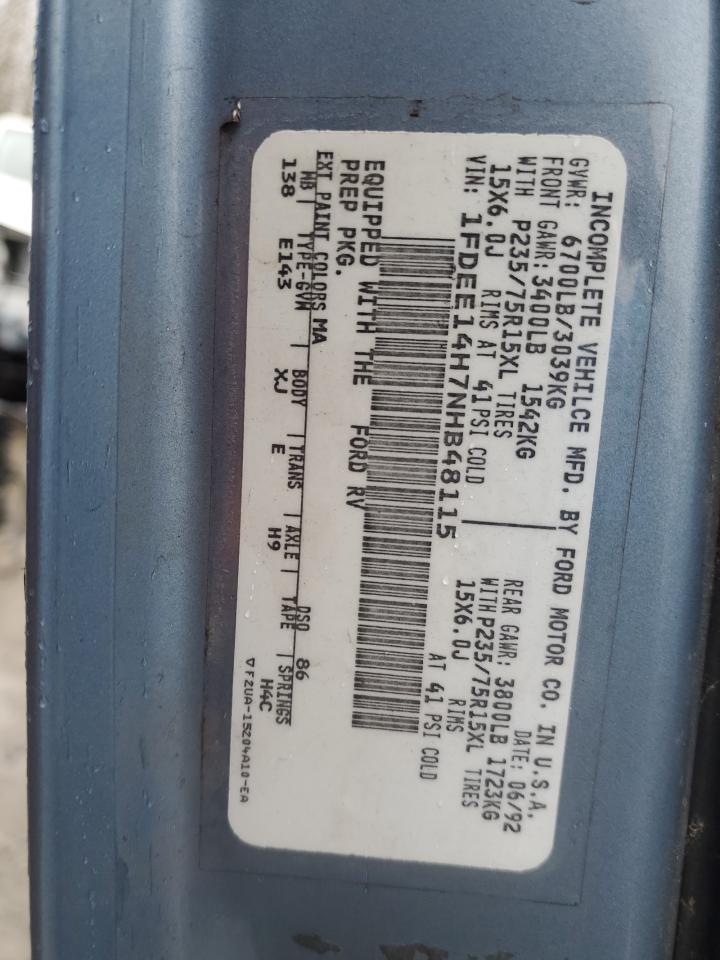 INCOMPLETE VEHILCE MFD. BY FORD MOTOR CO. IN U.S.A.
GVWR: 6700LB/3039KG DATE: 06/92
FRONT GAWR: 3400LB 1542KG REAR GAWR: 3800LB 1723KG
WITH P235/75R15XL TIRES WITH P235/75R15XL TIRES
15X6.0J RIMS AT 41PSI COLD 15X6.0J RIMS AT 41 PSI COLD
VIN: 1FDEE14H7NHB48115
EQUIPPED WITH THE FORD RV
PREP PKG.
EXT PAINT COLORS MA DSO 86
WB | TYPE-GVW | BODY | TRANS | AXLE | TAPE | SPRINGS
138 E143 XJ E H9 H4C
▽F2UA-15204A10-EA